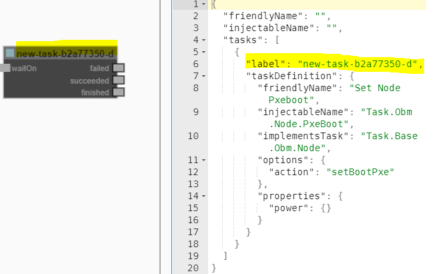 new-task-b2a77350-d
waitOn
failed
succeeded
finished
1 {
2 "friendlyName": "",
3 "injectableName": "",
4 "tasks": [
5 {
6 "label": "new-task-b2a77350-d",
7 "taskDefinition": {
8 "friendlyName": "Set Node
Pxeboot",
9 "injectableName": "Task.Obm
.Node.PxeBoot",
10 "implementsTask": "Task.Base
.Obm.Node",
11 "options": {
12 "action": "setBootPxe"
13 },
14 "properties": {
15 "power": {}
16 }
17 }
18 }
19 ]
20 }